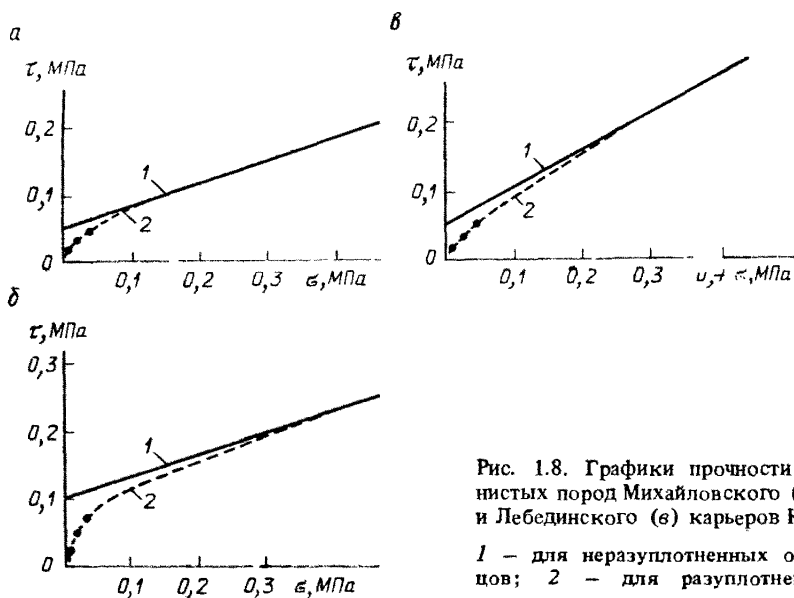 а
τ, МПа
0,2
0,1
0
1
2
0,1 0,2 0,3 σ, МПа
в
τ, МПа
0,2
0,1
0
1
2
0,1 0,2 0,3 σ, МПа
б
τ, МПа
0,3
0,2
0,1
0
1
2
0,1 0,2 0,3 σ, МПа
Рис. 1.8. Графики прочности
нистых пород Михайловского (
и Лебединского (в) карьеров
1 — для неразуплотненных о
цов; 2 — для разуплотне